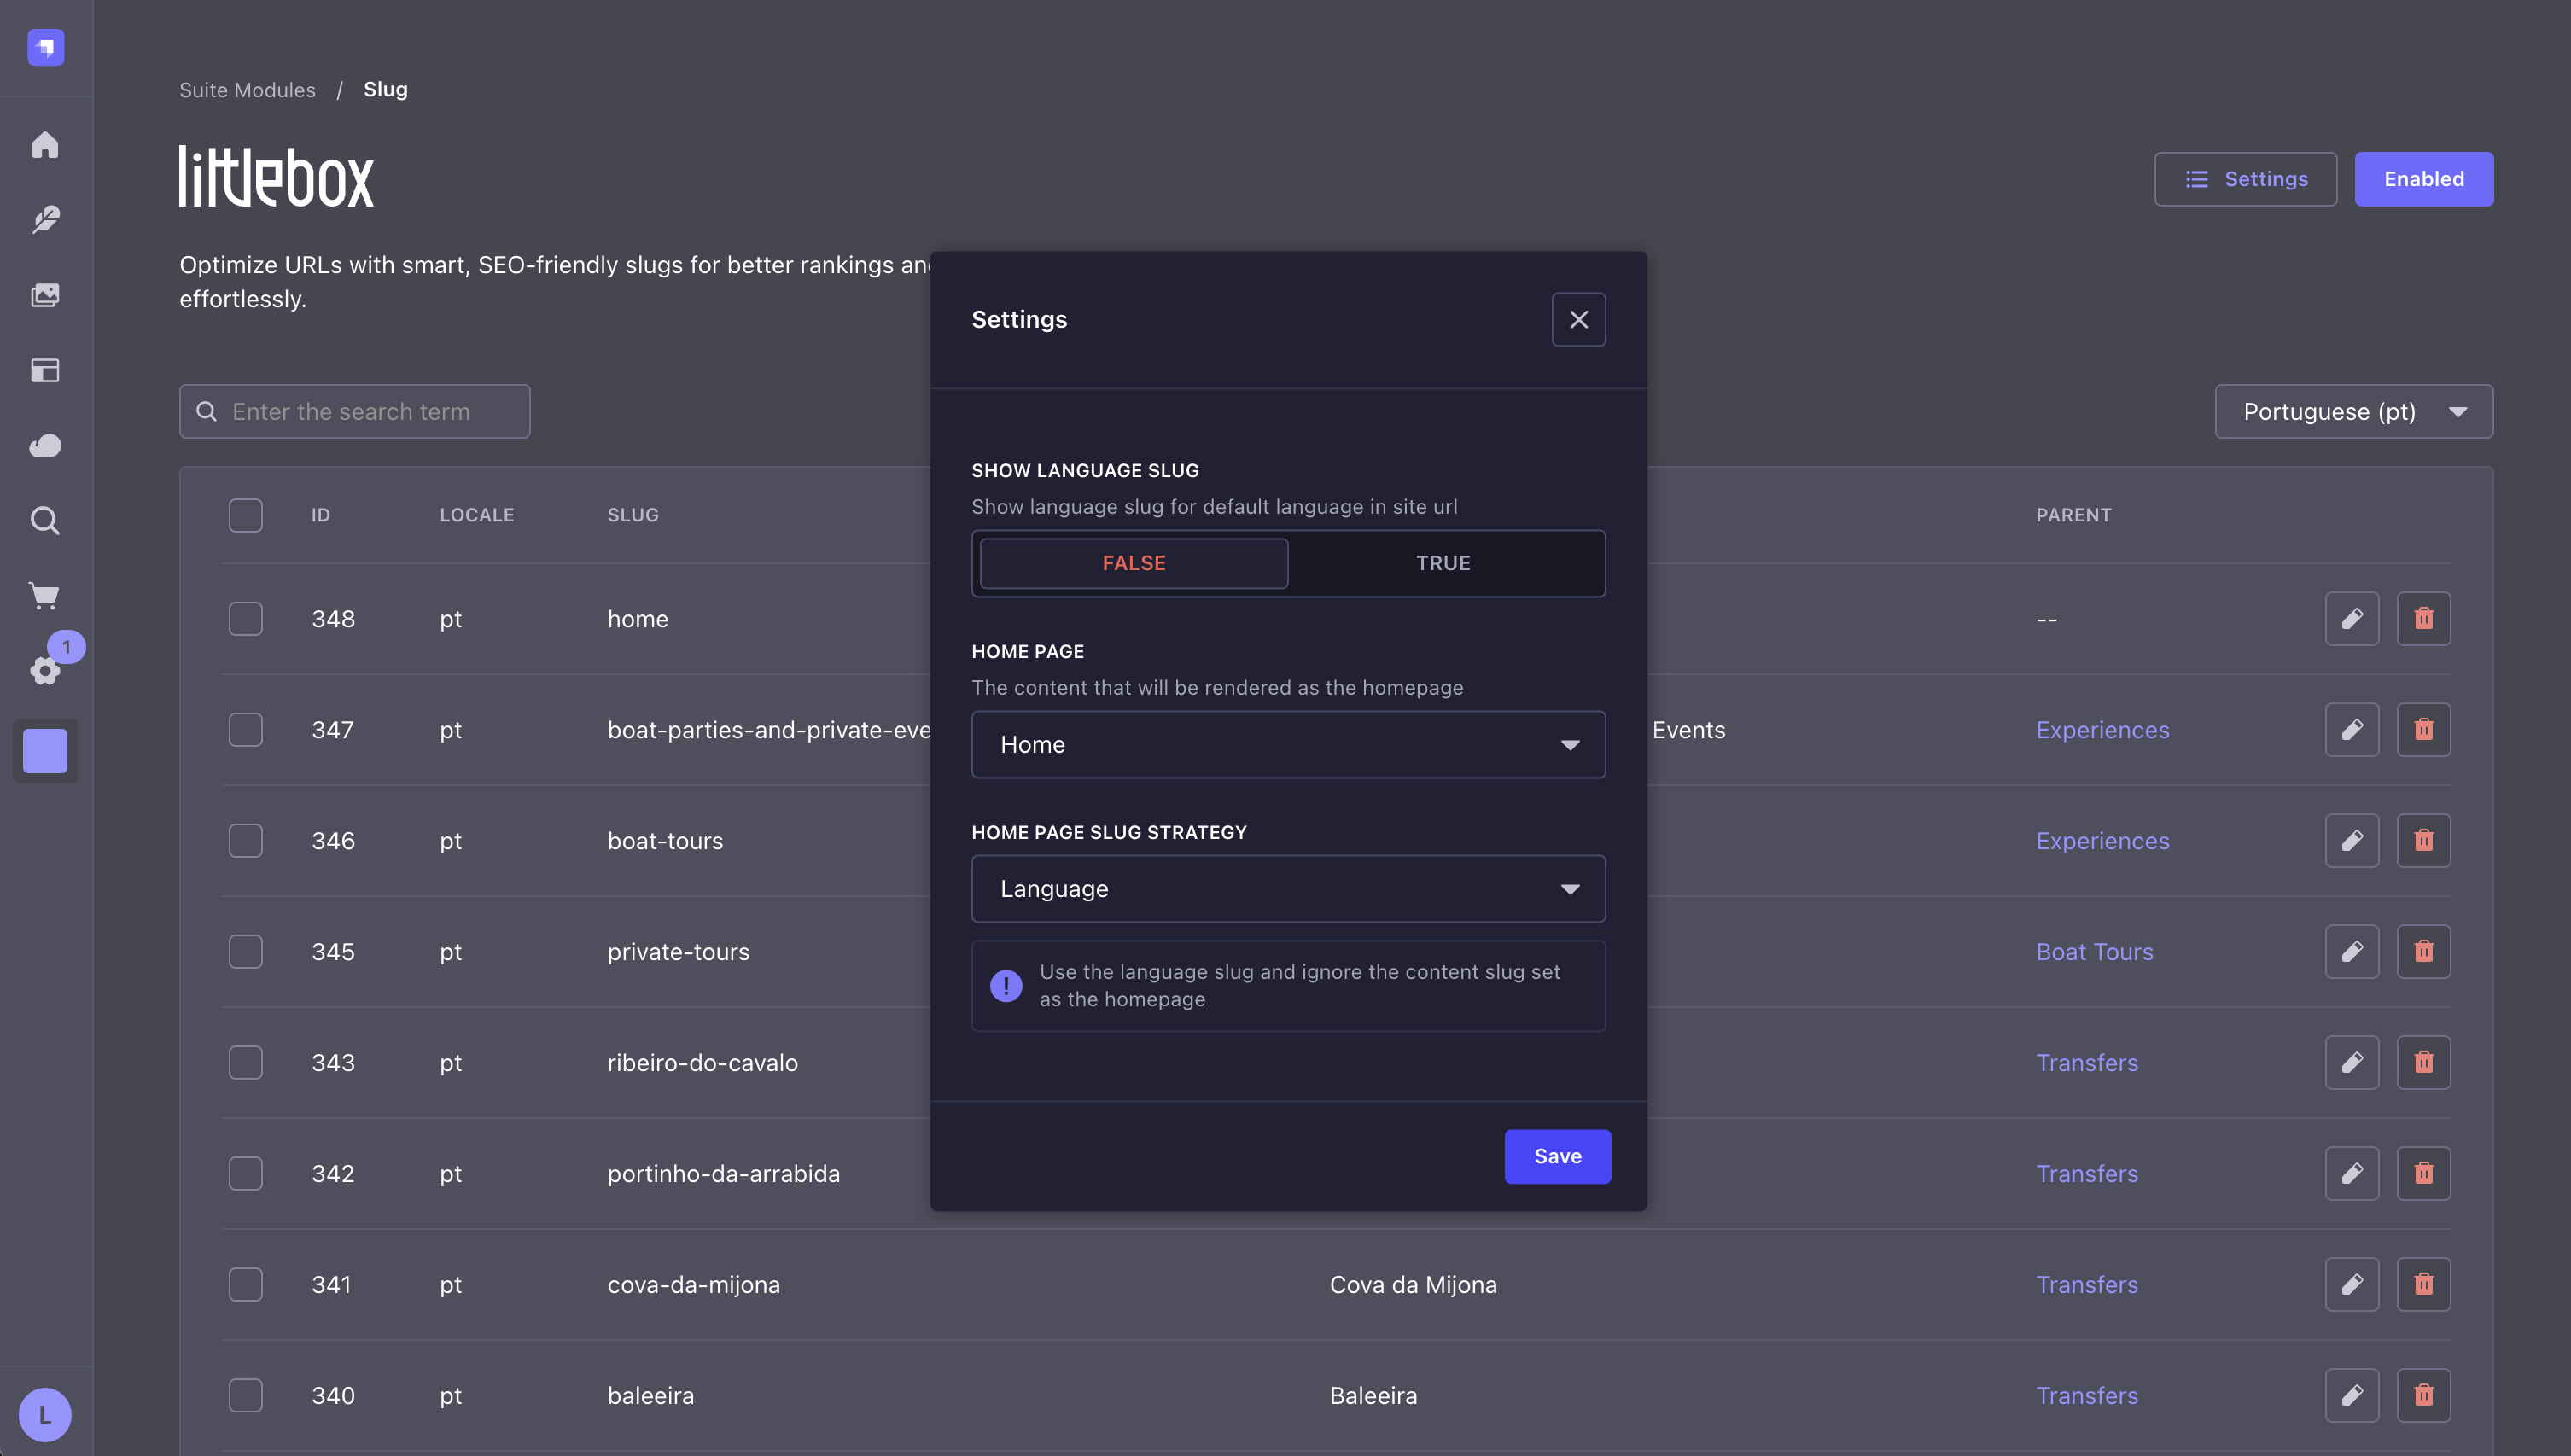 Suite Modules / Slug
littlebox
Settings
Enabled
Optimize URLs with smart, SEO-friendly slugs for better rankings
effortlessly.
Enter the search term
Portuguese (pt)
ID LOCALE SLUG PARENT
348 pt home --
347 pt boat-parties-and-private-eve Events Experiences
346 pt boat-tours Experiences
345 pt private-tours Boat Tours
343 pt ribeiro-do-cavalo Transfers
342 pt portinho-da-arrabida Transfers
341 pt cova-da-mijona Cova da Mijona Transfers
340 pt baleeira Baleeira Transfers
1
L
Settings
SHOW LANGUAGE SLUG
Show language slug for default language in site url
FALSE TRUE
HOME PAGE
The content that will be rendered as the homepage
Home
HOME PAGE SLUG STRATEGY
Language
! Use the language slug and ignore the content slug set
as the homepage
Save